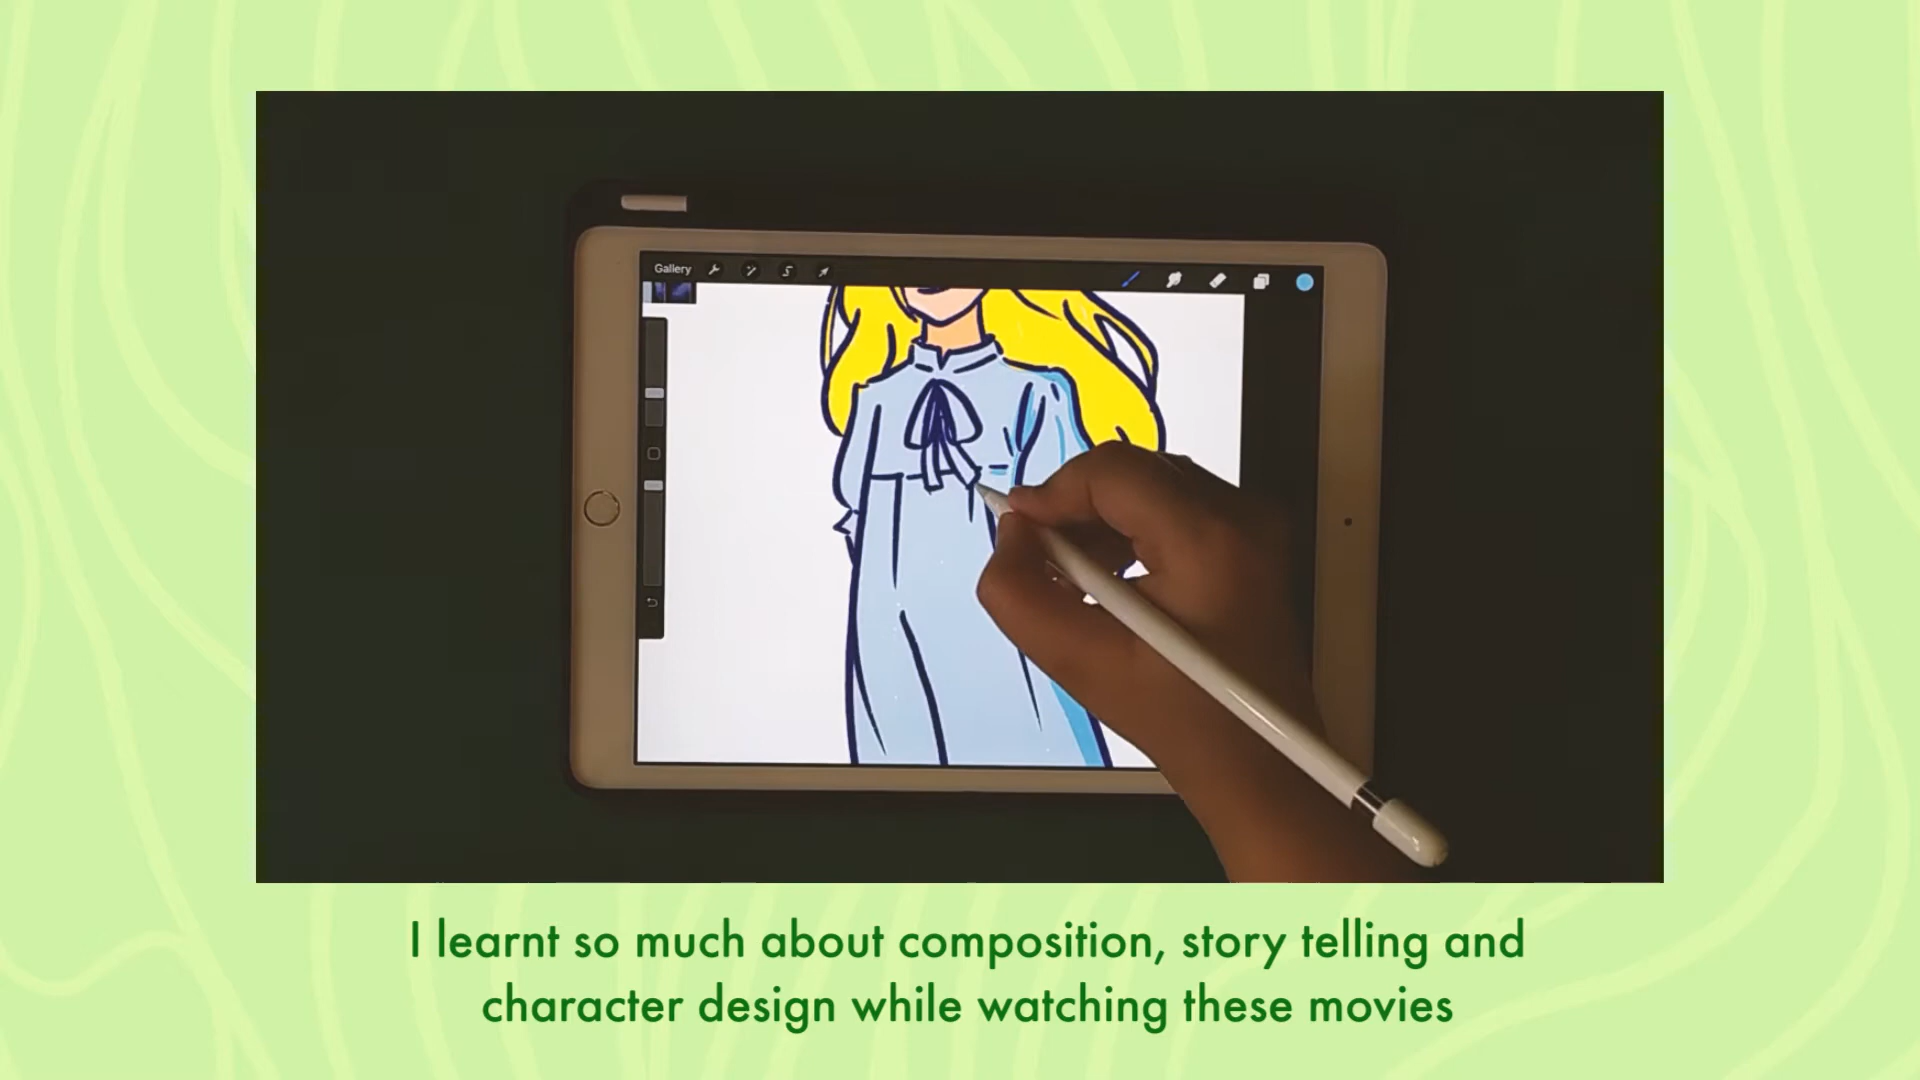 Gallery
I learnt so much about composition, story telling and
character design while watching these movies